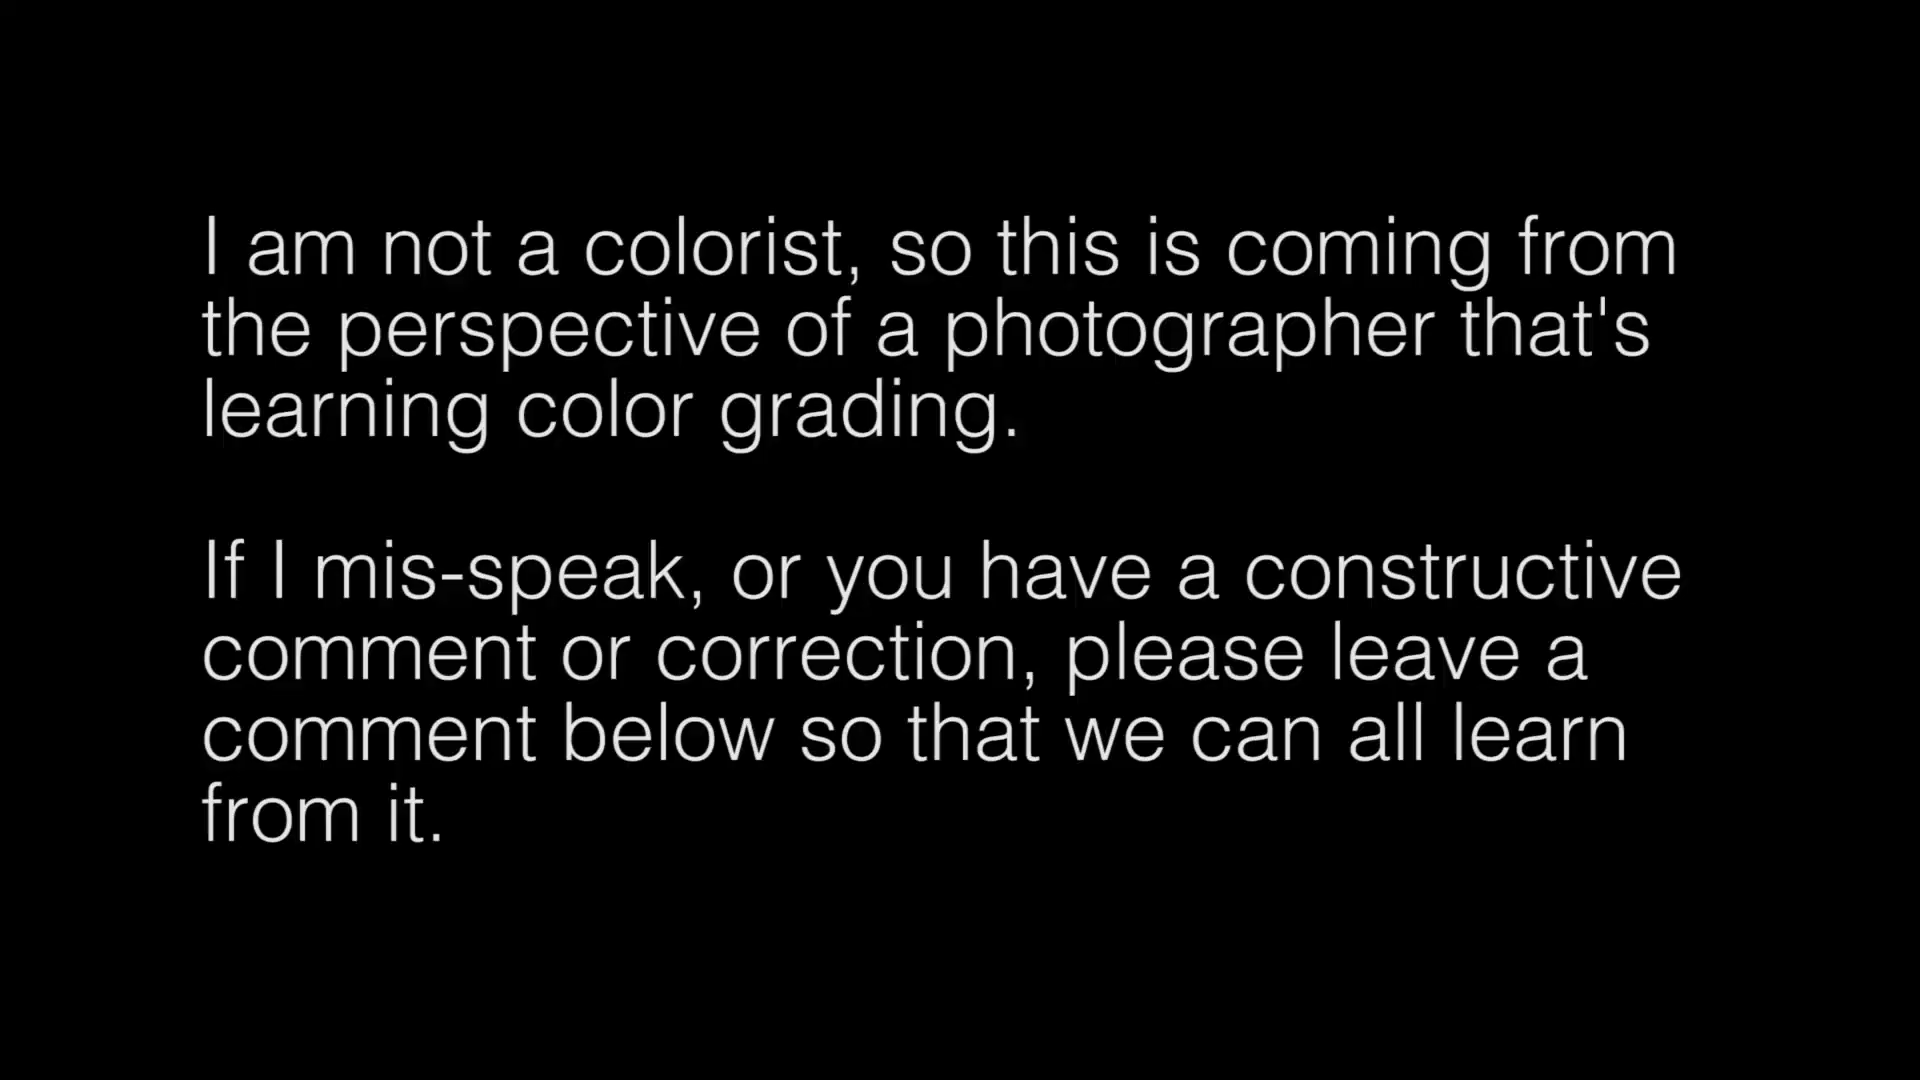 I am not a colorist, so this is coming from
the perspective of a photographer that's
learning color grading.
If I mis-speak, or you have a constructive
comment or correction, please leave a
comment below so that we can all learn
from it.